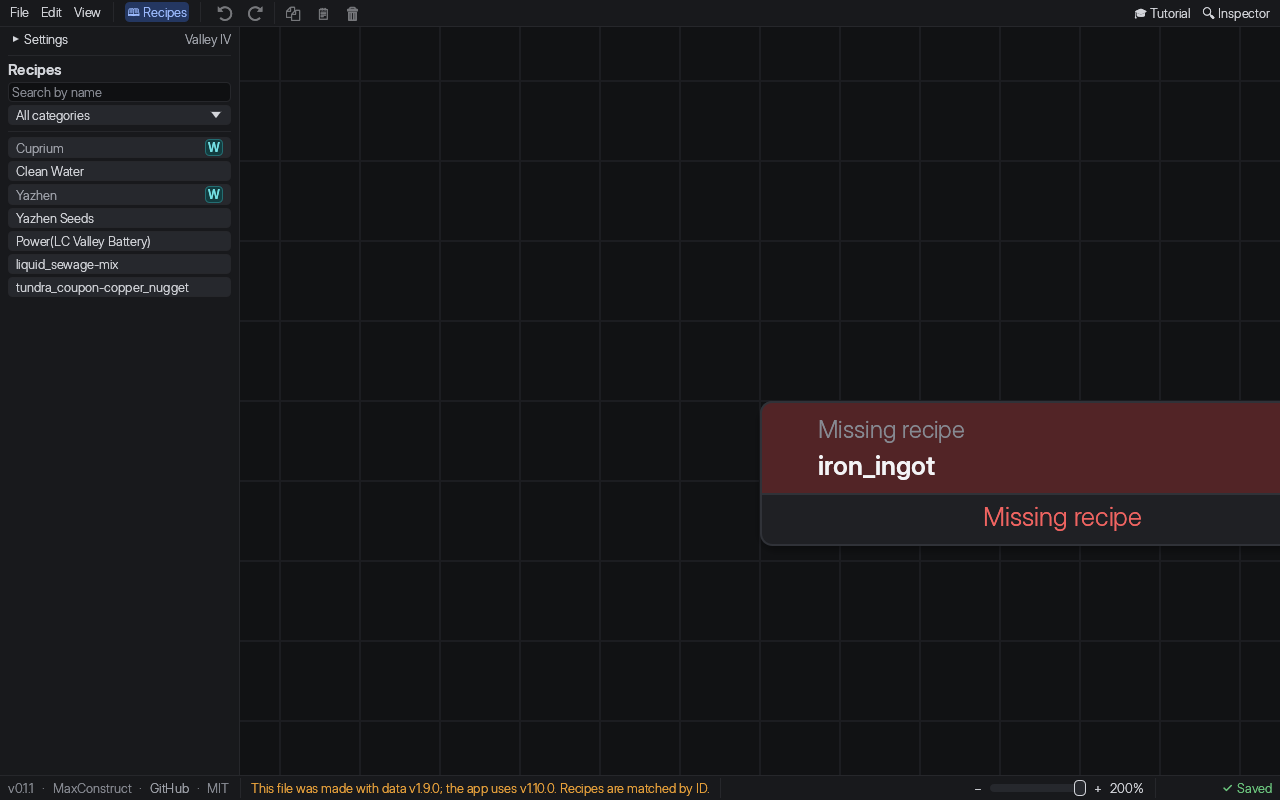 File Edit View Recipes Tutorial Inspector
Settings Valley IV
Recipes
Search by name
All categories
Cuprium W
Clean Water
Yazhen W
Yazhen Seeds
Power(LC Valley Battery)
liquid_sewage-mix
tundra_coupon-copper_nugget
Missing recipe
iron_ingot
Missing recipe
v0.1.1 · MaxConstruct · GitHub · MIT This file was made with data v1.9.0; the app uses v1.10.0. Recipes are matched by ID. − + 200% Saved